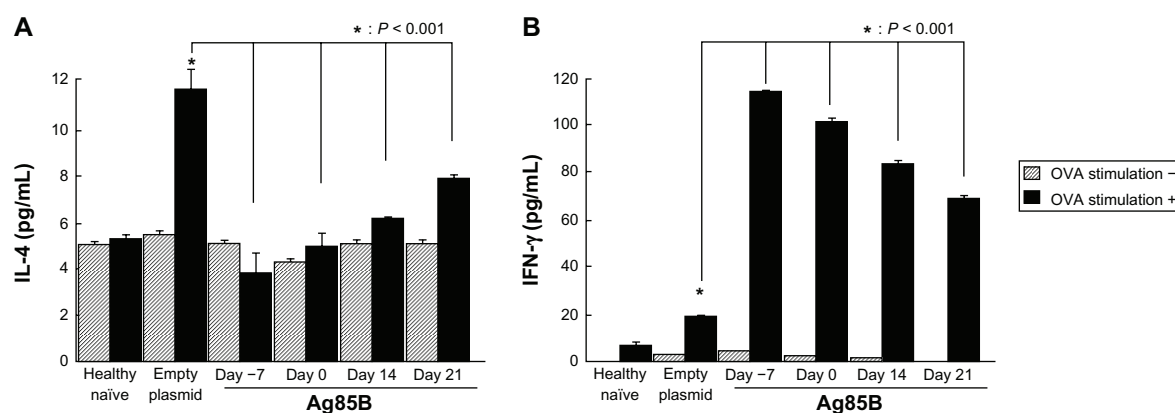 A
* : P < 0.001
*
12
10
8
6
4
2
0
IL-4 (pg/mL)
Healthy naïve
Empty plasmid
Day −7
Day 0
Day 14
Day 21
Ag85B
B
* : P < 0.001
*
120
100
80
60
40
20
0
IFN-γ (pg/mL)
Healthy naïve
Empty plasmid
Day −7
Day 0
Day 14
Day 21
Ag85B
OVA stimulation −
OVA stimulation +